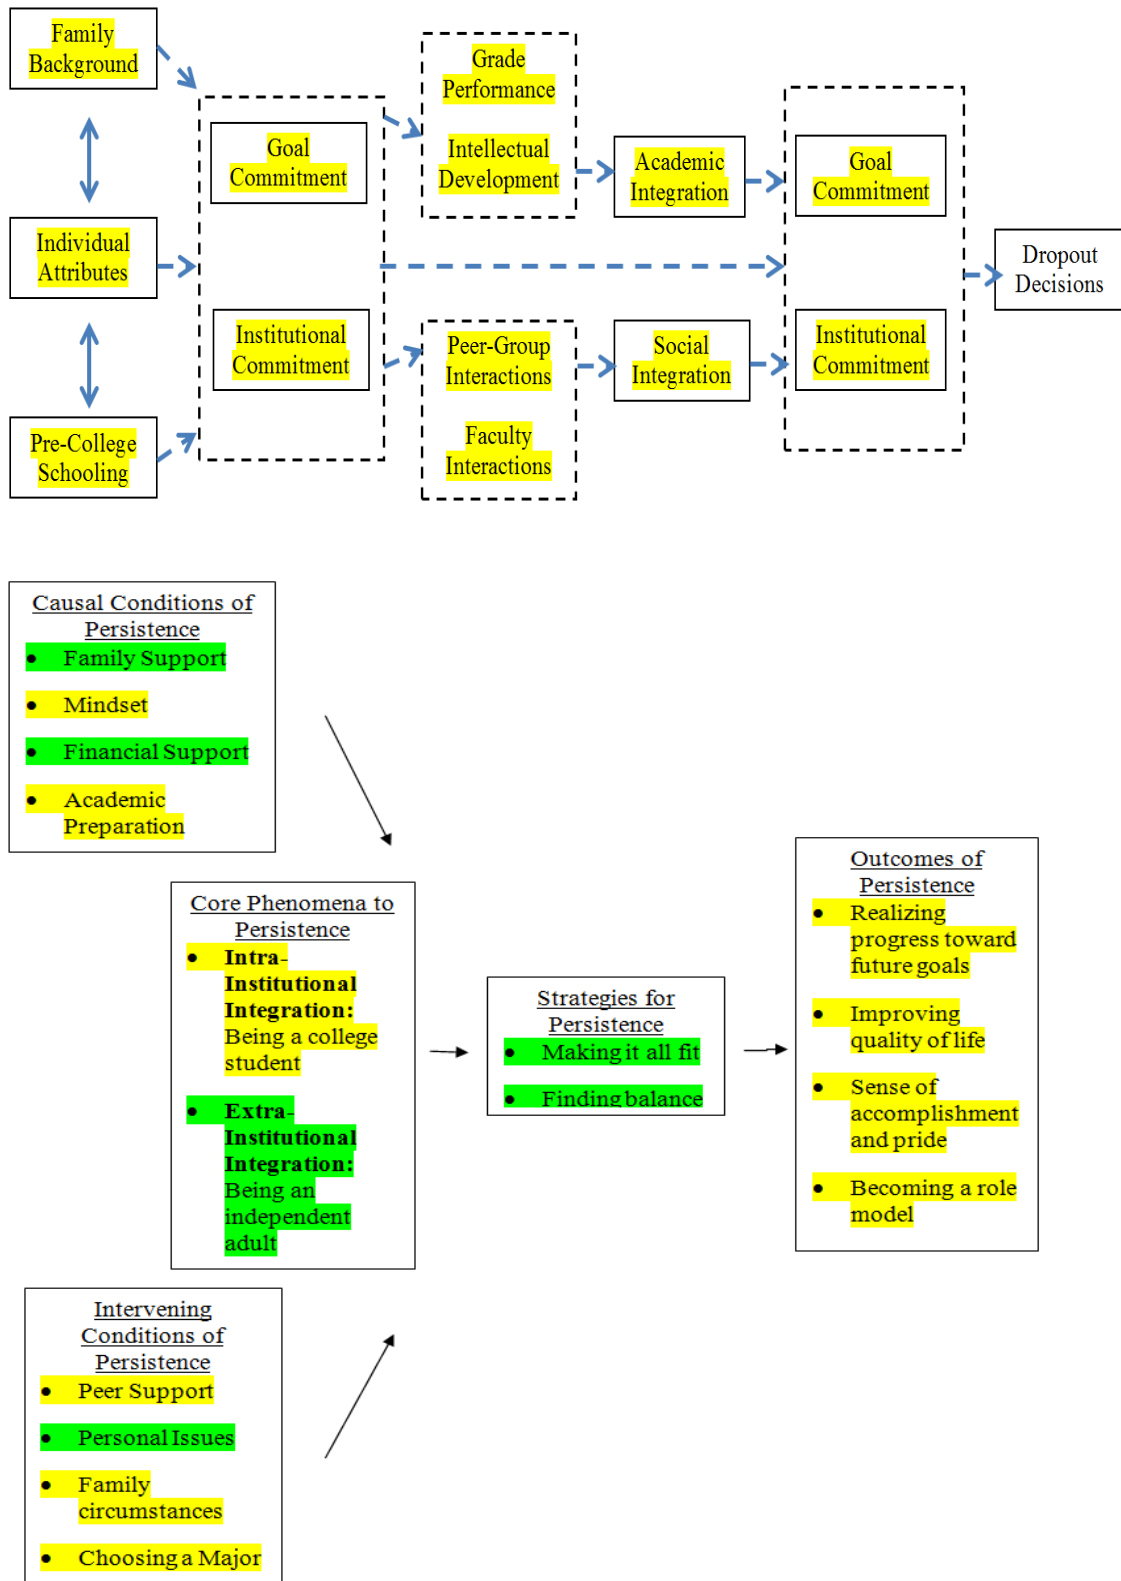 Family
Background
Individual
Attributes
Pre-College
Schooling
Goal
Commitment
Institutional
Commitment
Grade
Performance
Intellectual
Development
Peer-Group
Interactions
Faculty
Interactions
Academic
Integration
Social
Integration
Goal
Commitment
Institutional
Commitment
Dropout
Decisions
Causal Conditions of
Persistence
• Family Support
• Mindset
• Financial Support
• Academic
Preparation
Core Phenomena to
Persistence
• Intra-
Institutional
Integration:
Being a college
student
• Extra-
Institutional
Integration:
Being an
independent
adult
Intervening
Conditions of
Persistence
• Peer Support
• Personal Issues
• Family
circumstances
• Choosing a Major
Strategies for
Persistence
• Making it all fit
• Finding balance
Outcomes of
Persistence
• Realizing
progress toward
future goals
• Improving
quality of life
• Sense of
accomplishment
and pride
• Becoming a role
model